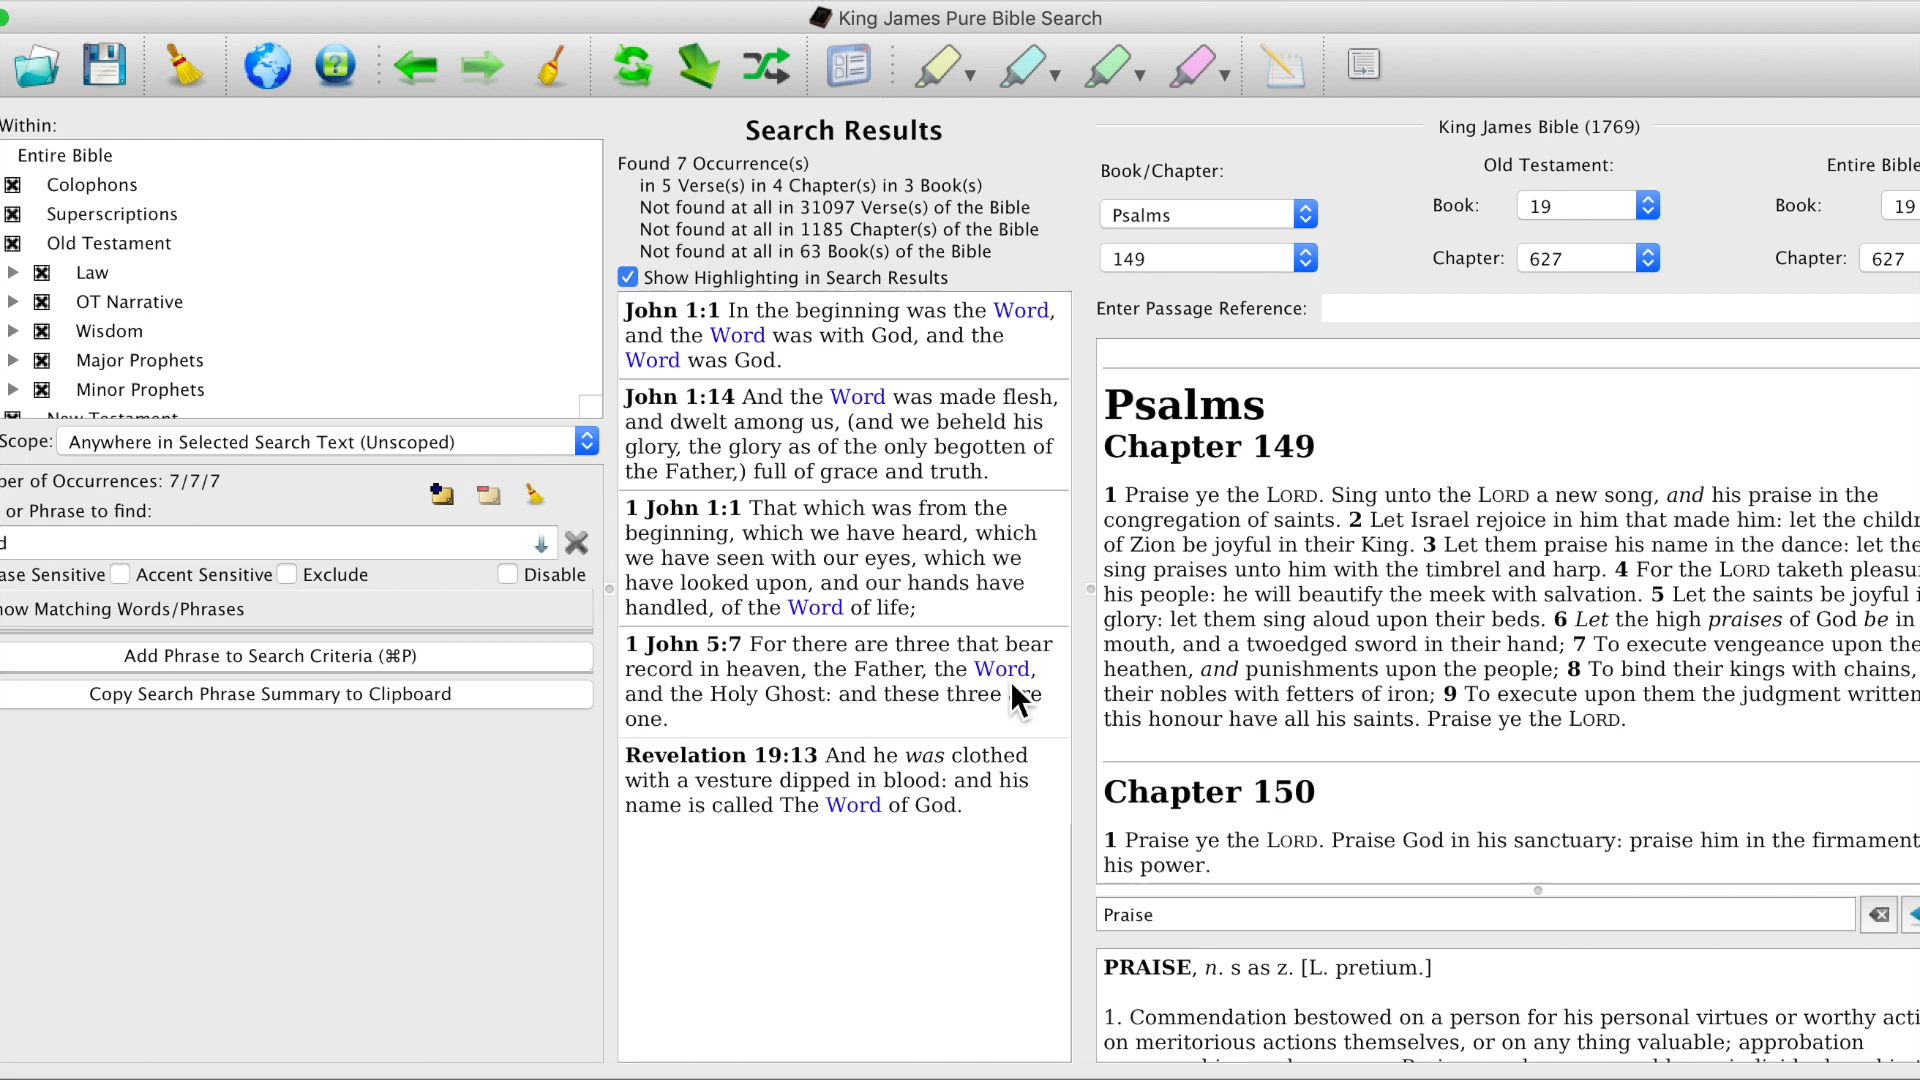 King James Pure Bible Search
Within:
Entire Bible
Colophons
Superscriptions
Old Testament
Law
OT Narrative
Wisdom
Major Prophets
Minor Prophets
New Testament
Scope: Anywhere in Selected Search Text (Unscoped)
ber of Occurrences: 7/7/7
or Phrase to find:
d
ase Sensitive Accent Sensitive Exclude Disable
how Matching Words/Phrases
Add Phrase to Search Criteria (⌘P)
Copy Search Phrase Summary to Clipboard
Search Results
Found 7 Occurrence(s)
in 5 Verse(s) in 4 Chapter(s) in 3 Book(s)
Not found at all in 31097 Verse(s) of the Bible
Not found at all in 1185 Chapter(s) of the Bible
Not found at all in 63 Book(s) of the Bible
Show Highlighting in Search Results
John 1:1 In the beginning was the Word,
and the Word was with God, and the
Word was God.
John 1:14 And the Word was made flesh,
and dwelt among us, (and we beheld his
glory, the glory as of the only begotten of
the Father,) full of grace and truth.
1 John 1:1 That which was from the
beginning, which we have heard, which
we have seen with our eyes, which we
have looked upon, and our hands have
handled, of the Word of life;
1 John 5:7 For there are three that bear
record in heaven, the Father, the Word,
and the Holy Ghost: and these three are
one.
Revelation 19:13 And he was clothed
with a vesture dipped in blood: and his
name is called The Word of God.
King James Bible (1769)
Book/Chapter: Old Testament: Entire Bible
Psalms Book: 19 Book: 19
149 Chapter: 627 Chapter: 627
Enter Passage Reference:
Psalms
Chapter 149
1 Praise ye the LORD. Sing unto the LORD a new song, and his praise in the
congregation of saints. 2 Let Israel rejoice in him that made him: let the childr
of Zion be joyful in their King. 3 Let them praise his name in the dance: let the
sing praises unto him with the timbrel and harp. 4 For the LORD taketh pleasu
his people: he will beautify the meek with salvation. 5 Let the saints be joyful i
glory: let them sing aloud upon their beds. 6 Let the high praises of God be in
mouth, and a twoedged sword in their hand; 7 To execute vengeance upon the
heathen, and punishments upon the people; 8 To bind their kings with chains,
their nobles with fetters of iron; 9 To execute upon them the judgment written
this honour have all his saints. Praise ye the LORD.
Chapter 150
1 Praise ye the LORD. Praise God in his sanctuary: praise him in the firmament
his power.
Praise
PRAISE, n. s as z. [L. pretium.]
1. Commendation bestowed on a person for his personal virtues or worthy acti
on meritorious actions themselves, or on any thing valuable; approbation